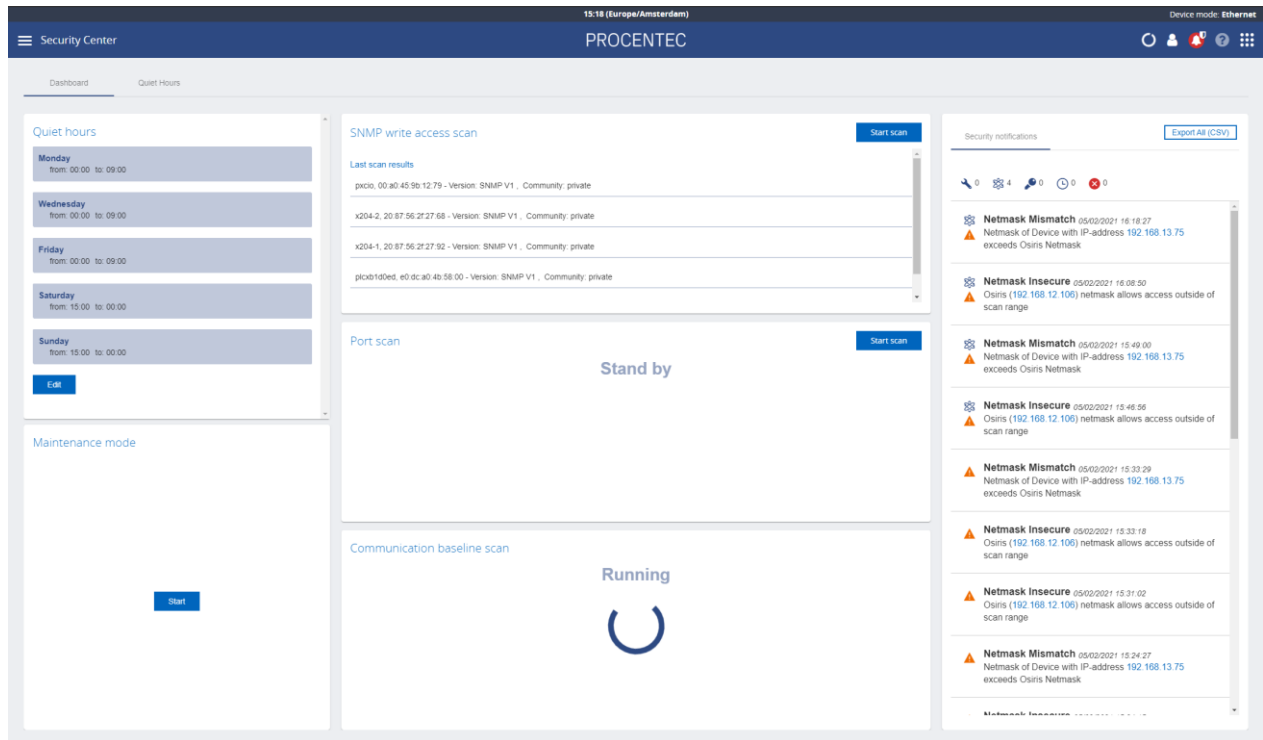 15:18 (Europe/Amsterdam)
Device mode: Ethernet
Security Center
PROCENTEC
Dashboard
Quiet Hours
Quiet hours
Monday
from: 00:00 to: 09:00
Wednesday
from: 00:00 to: 09:00
Friday
from: 00:00 to: 09:00
Saturday
from: 15:00 to: 00:00
Sunday
from: 15:00 to: 00:00
Edit
Maintenance mode
Start
SNMP write access scan
Start scan
Last scan results
pxcio, 00:a0:45:9b:12:79 - Version: SNMP V1 , Community: private
x204-2, 20:87:56:2f:27:68 - Version: SNMP V1 , Community: private
x204-1, 20:87:56:2f:27:92 - Version: SNMP V1 , Community: private
plcxb1d0ed, e0:dc:a0:4b:58:00 - Version: SNMP V1 , Community: private
Port scan
Start scan
Stand by
Communication baseline scan
Running
Security notifications
Export All (CSV)
0 4 0 0 0
Netmask Mismatch 05/02/2021 16:18:27
Netmask of Device with IP-address 192.168.13.75
exceeds Osiris Netmask
Netmask Insecure 05/02/2021 16:08:50
Osiris (192.168.12.106) netmask allows access outside of
scan range
Netmask Mismatch 05/02/2021 15:49:00
Netmask of Device with IP-address 192.168.13.75
exceeds Osiris Netmask
Netmask Insecure 05/02/2021 15:46:56
Osiris (192.168.12.106) netmask allows access outside of
scan range
Netmask Mismatch 05/02/2021 15:33:29
Netmask of Device with IP-address 192.168.13.75
exceeds Osiris Netmask
Netmask Insecure 05/02/2021 15:33:18
Osiris (192.168.12.106) netmask allows access outside of
scan range
Netmask Insecure 05/02/2021 15:31:02
Osiris (192.168.12.106) netmask allows access outside of
scan range
Netmask Mismatch 05/02/2021 15:24:27
Netmask of Device with IP-address 192.168.13.75
exceeds Osiris Netmask
Netmask Insecure